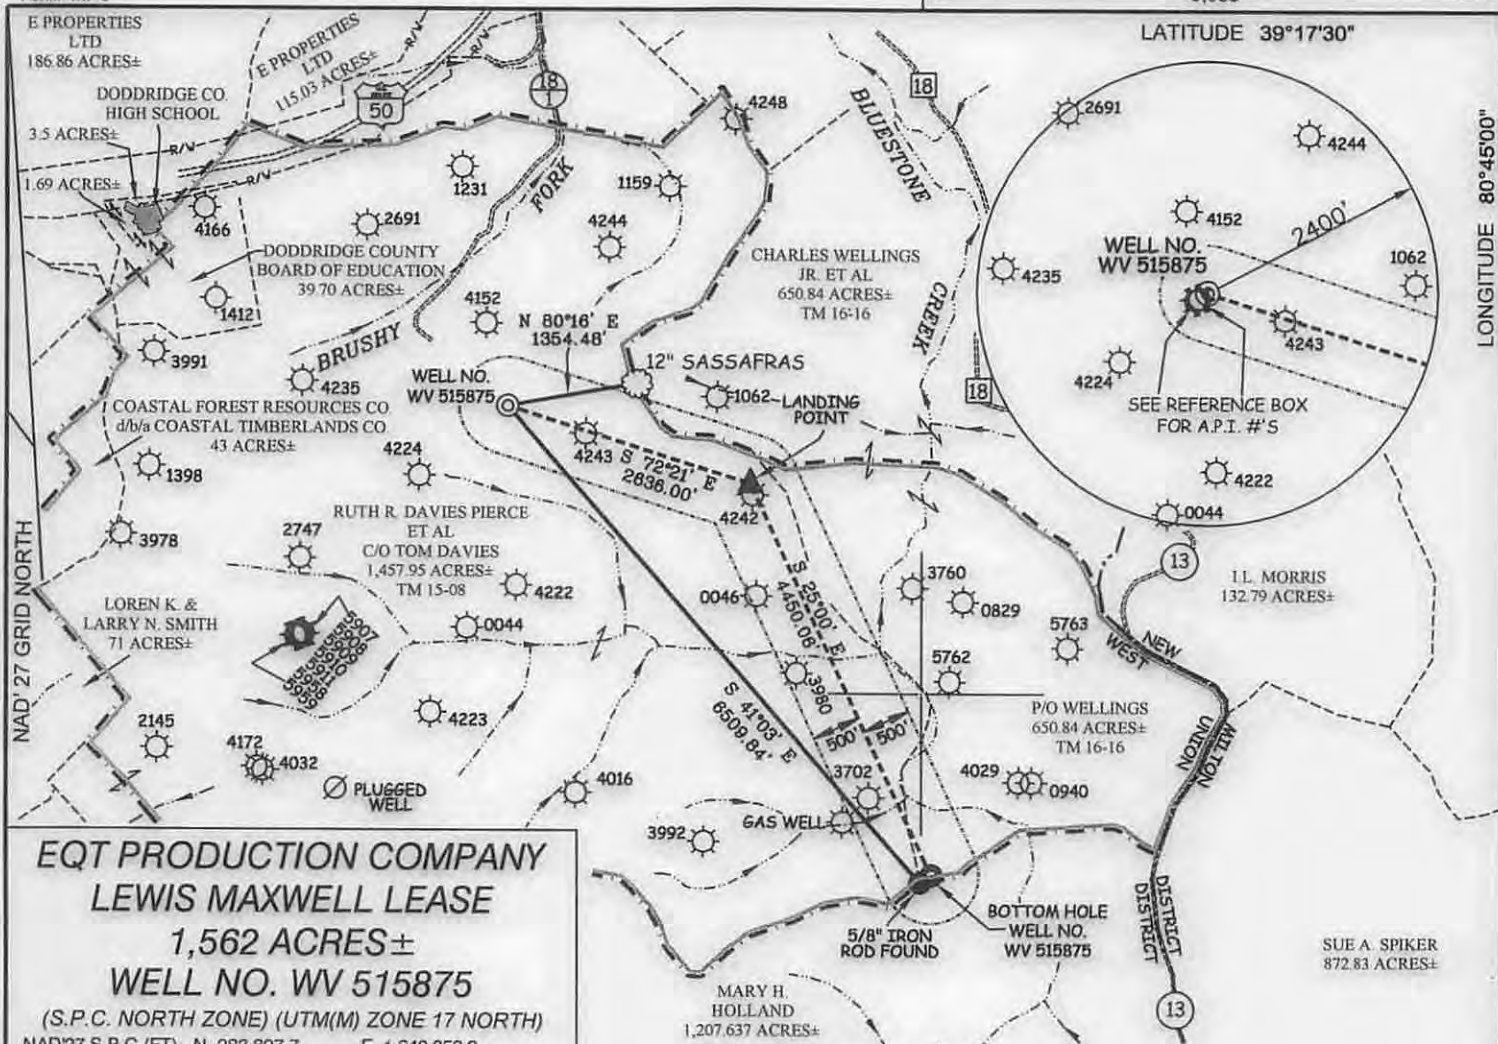 E PROPERTIES
LTD
186.86 ACRES±
E PROPERTIES
LTD
115.03 ACRES±
DODDRIDGE CO.
HIGH SCHOOL
3.5 ACRES±
1.69 ACRES±
R/W
R/W
R/W
R/W
50
18
1
4248
18
BLUESTONE
CREEK
LATITUDE 39°17'30"
LONGITUDE 80°45'00"
2691
4244
4152
2400'
WELL NO.
WV 515875
1062
4243
4224
SEE REFERENCE BOX
FOR A.P.I. #'S
4222
0044
4235
1231
FORK
BRUSHY
1159
4166
2691
4244
DODDRIDGE COUNTY
BOARD OF EDUCATION
39.70 ACRES±
CHARLES WELLINGS
JR. ET AL
650.84 ACRES±
TM 16-16
1412
4152
N 80°16' E
1354.48'
3991
4235
12" SASSAFRAS
WELL NO.
WV 515875
1062
LANDING
POINT
18
COASTAL FOREST RESOURCES CO.
d/b/a COASTAL TIMBERLANDS CO.
43 ACRES±
4224
4243
S 72°21' E
2636.00'
1398
4242
RUTH R. DAVIES PIERCE
ET AL
C/O TOM DAVIES
1,457.95 ACRES±
TM 15-08
3978
2747
NAD'27 GRID NORTH
LOREN K. &
LARRY N. SMITH
71 ACRES±
5907
4222
0044
0046
S 25°00' E
4450.06'
3760
0829
13
I.L. MORRIS
132.79 ACRES±
5763
NEW
WEST
5762
3980
4223
S 41°03' E
6509.84'
500'
500'
P/O WELLINGS
650.84 ACRES±
TM 16-16
UNION
MILTON
2145
4172
4032
PLUGGED
WELL
4016
3702
4029
0940
3992
GAS WELL
5/8" IRON
ROD FOUND
BOTTOM HOLE
WELL NO.
WV 515875
DISTRICT
DISTRICT
13
SUE A. SPIKER
872.83 ACRES±
MARY H.
HOLLAND
1,207.637 ACRES±
EQT PRODUCTION COMPANY
LEWIS MAXWELL LEASE
1,562 ACRES±
WELL NO. WV 515875
(S.P.C. NORTH ZONE) (UTM(M) ZONE 17 NORTH)